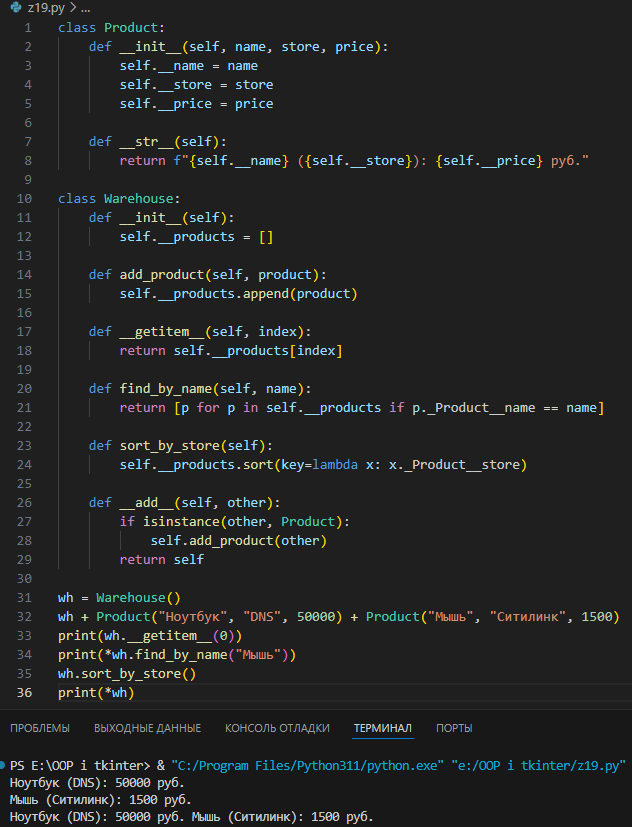 z19.py > ...
1 class Product:
2     def __init__(self, name, store, price):
3         self.__name = name
4         self.__store = store
5         self.__price = price
6
7     def __str__(self):
8         return f"{self.__name} ({self.__store}): {self.__price} руб."
9
10 class Warehouse:
11     def __init__(self):
12         self.__products = []
13
14     def add_product(self, product):
15         self.__products.append(product)
16
17     def __getitem__(self, index):
18         return self.__products[index]
19
20     def find_by_name(self, name):
21         return [p for p in self.__products if p._Product__name == name]
22
23     def sort_by_store(self):
24         self.__products.sort(key=lambda x: x._Product__store)
25
26     def __add__(self, other):
27         if isinstance(other, Product):
28             self.add_product(other)
29         return self
30
31 wh = Warehouse()
32 wh + Product("Ноутбук", "DNS", 50000) + Product("Мышь", "Ситилинк", 1500)
33 print(wh.__getitem__(0))
34 print(*wh.find_by_name("Мышь"))
35 wh.sort_by_store()
36 print(*wh)
ПРОБЛЕМЫ ВЫХОДНЫЕ ДАННЫЕ КОНСОЛЬ ОТЛАДКИ ТЕРМИНАЛ ПОРТЫ
PS E:\OOP i tkinter> & "C:/Program Files/Python311/python.exe" "e:/OOP i tkinter/z19.py"
Ноутбук (DNS): 50000 руб.
Мышь (Ситилинк): 1500 руб.
Ноутбук (DNS): 50000 руб. Мышь (Ситилинк): 1500 руб.